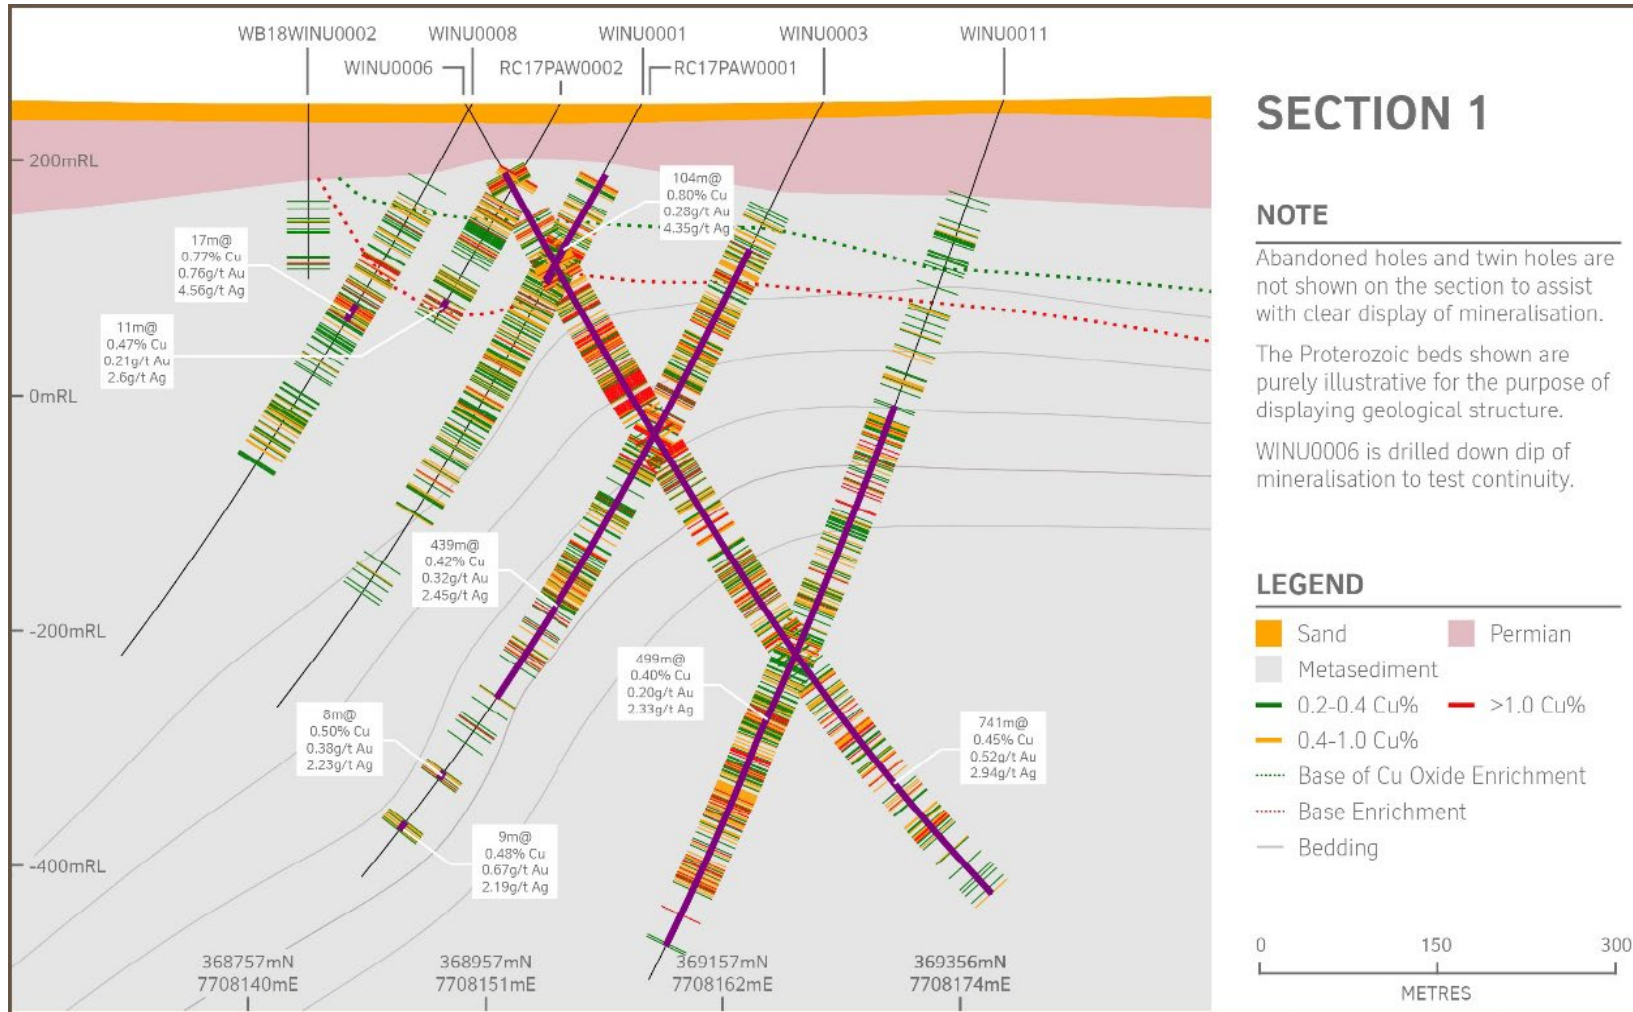 WB18WINU0002
WINU0008
WINU0001
WINU0003
WINU0011
WINU0006
RC17PAW0002
RC17PAW0001
200mRL
0mRL
-200mRL
-400mRL
17m@
0.77% Cu
0.76g/t Au
4.56g/t Ag
11m@
0.47% Cu
0.21g/t Au
2.6g/t Ag
104m@
0.80% Cu
0.28g/t Au
4.35g/t Ag
439m@
0.42% Cu
0.32g/t Au
2.45g/t Ag
499m@
0.40% Cu
0.20g/t Au
2.33g/t Ag
8m@
0.50% Cu
0.38g/t Au
2.23g/t Ag
741m@
0.45% Cu
0.52g/t Au
2.94g/t Ag
9m@
0.48% Cu
0.67g/t Au
2.19g/t Ag
368757mN
7708140mE
368957mN
7708151mE
369157mN
7708162mE
369356mN
7708174mE
SECTION 1
NOTE
Abandoned holes and twin holes are
not shown on the section to assist
with clear display of mineralisation.
The Proterozoic beds shown are
purely illustrative for the purpose of
displaying geological structure.
WINU0006 is drilled down dip of
mineralisation to test continuity.
LEGEND
Sand
Permian
Metasediment
0.2-0.4 Cu%
>1.0 Cu%
0.4-1.0 Cu%
Base of Cu Oxide Enrichment
Base Enrichment
Bedding
0 150 300
METRES